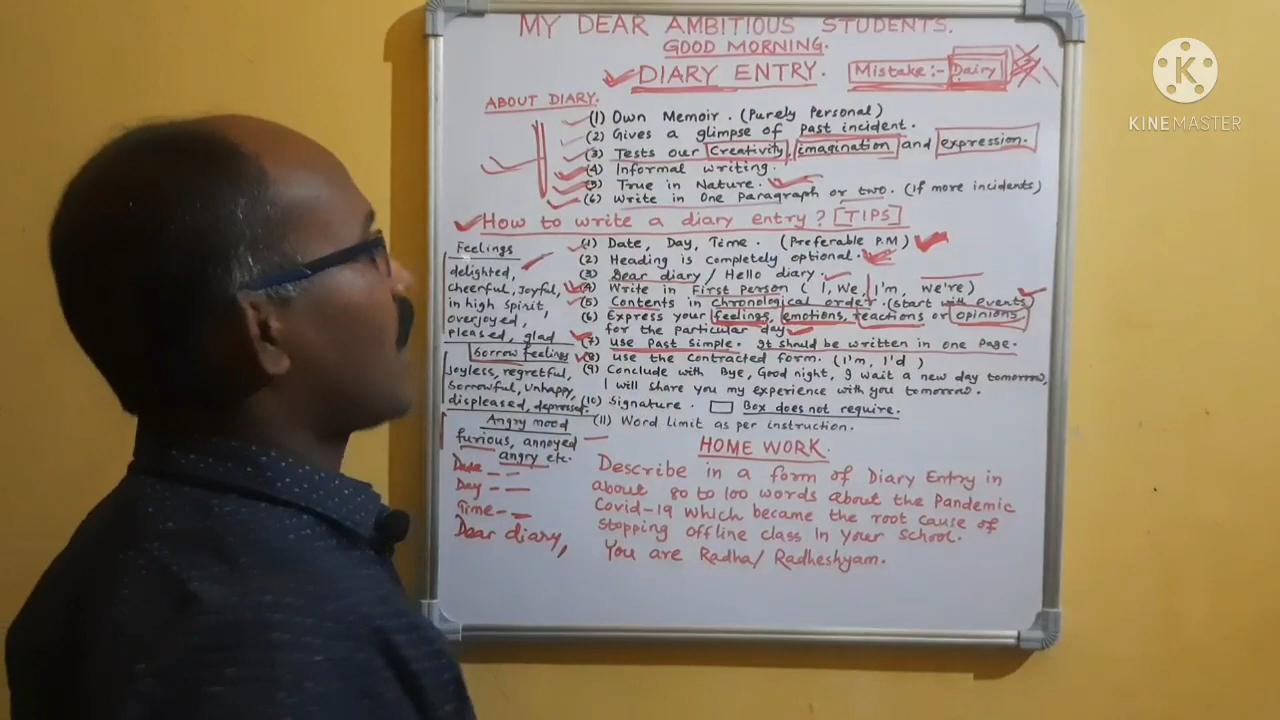 MY DEAR AMBITIOUS STUDENTS.
GOOD MORNING.
DIARY ENTRY.
Mistake:- Dairy
ABOUT DIARY.
(1) Own Memoir. (Purely Personal)
(2) Gives a glimpse of past incident.
(3) Tests our Creativity, imagination and expression.
(4) Informal writing.
(5) True in Nature.
(6) Write in One Paragraph or two. (If more incidents)
How to write a diary entry? [TIPS]
(1) Date, Day, Time. (Preferable P.M)
(2) Heading is completely optional.
(3) Dear diary / Hello diary.
(4) Write in First Person ( I, We, I'm, we're)
(5) Contents in chronological order. (Start with events)
(6) Express your feelings, emotions, reactions or opinions
for the particular day
(7) use Past Simple. It should be written in one page.
(8) use the contracted form. (I'm, I'd )
(9) Conclude with Bye, Good night, I wait a new day tomorrow,
I will share you my experience with you tomorrow.
(10) Signature. Box does not require.
(11) Word Limit as per instruction.
Feelings
delighted,
cheerful, Joyful,
in high spirit,
overjoyed,
pleased, glad
Sorrow feelings
Joyless, regretful,
Sorrowful, Unhappy,
displeased, depressed.
Angry mood
furious, annoyed
angry etc.
Date --
Day --
Time --
Dear diary,
HOME WORK.
Describe in a form of Diary Entry in
about 80 to 100 words about the Pandemic
Covid-19 which became the root cause of
stopping offline class in your school.
You are Radha/ Radheshyam.
K
KINEMASTER